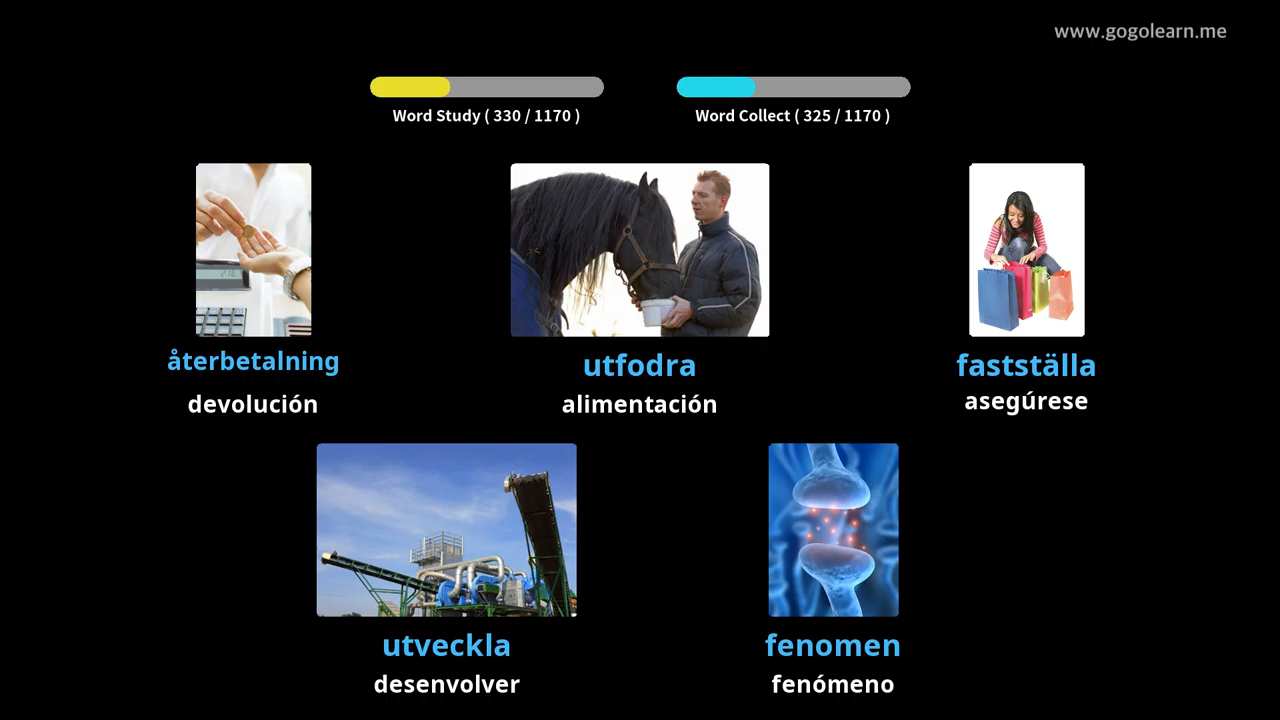 www.gogolearn.me
Word Study ( 330 / 1170 )
Word Collect ( 325 / 1170 )
återbetalning
devolución
utfodra
alimentación
fastställa
asegúrese
utveckla
desenvolver
fenomen
fenómeno